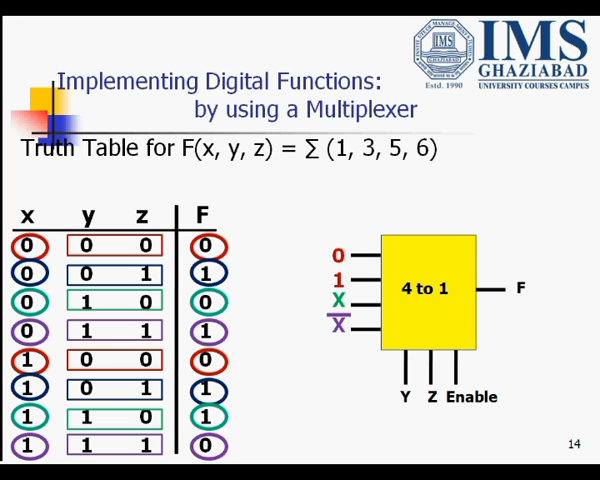 IMS
GHAZIABAD
UNIVERSITY COURSES CAMPUS
Estd. 1990
Implementing Digital Functions:
by using a Multiplexer
Truth Table for F(x, y, z) = ∑ (1, 3, 5, 6)
x y z F
0 0 0 0
0 0 1 1
0 1 0 0
0 1 1 1
1 0 0 0
1 0 1 1
1 1 0 1
1 1 1 0
0
1
X
X̅
4 to 1
F
Y Z Enable
14